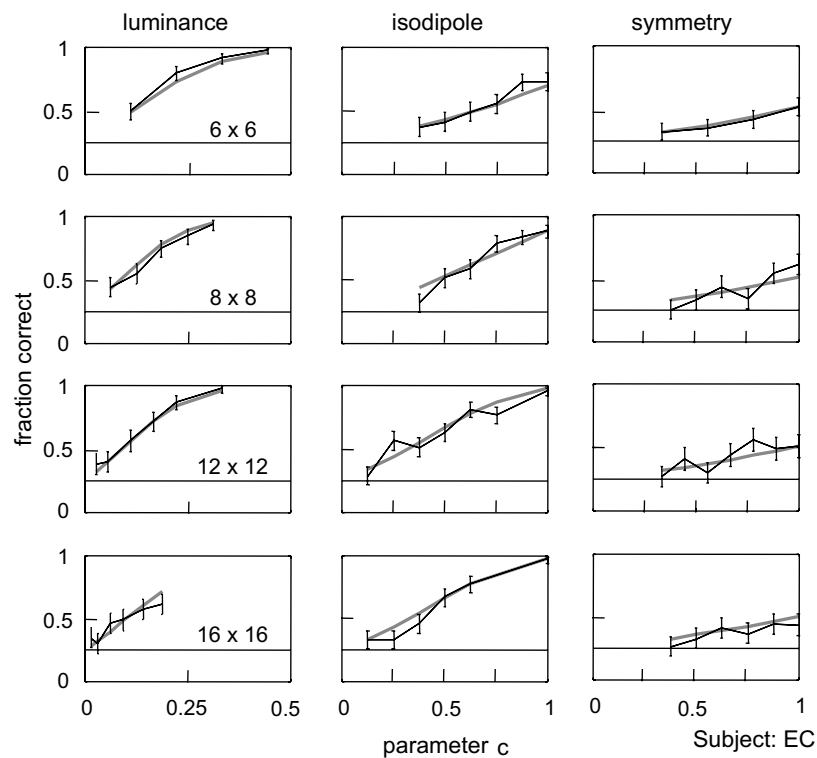 luminance isodipole symmetry
1
0.5
0
6 x 6
1
0.5
0
8 x 8
1
0.5
0
12 x 12
1
0.5
0
16 x 16
fraction correct
0 0.25 0.5 0 0.5 1 0 0.5 1
parameter c
Subject: EC